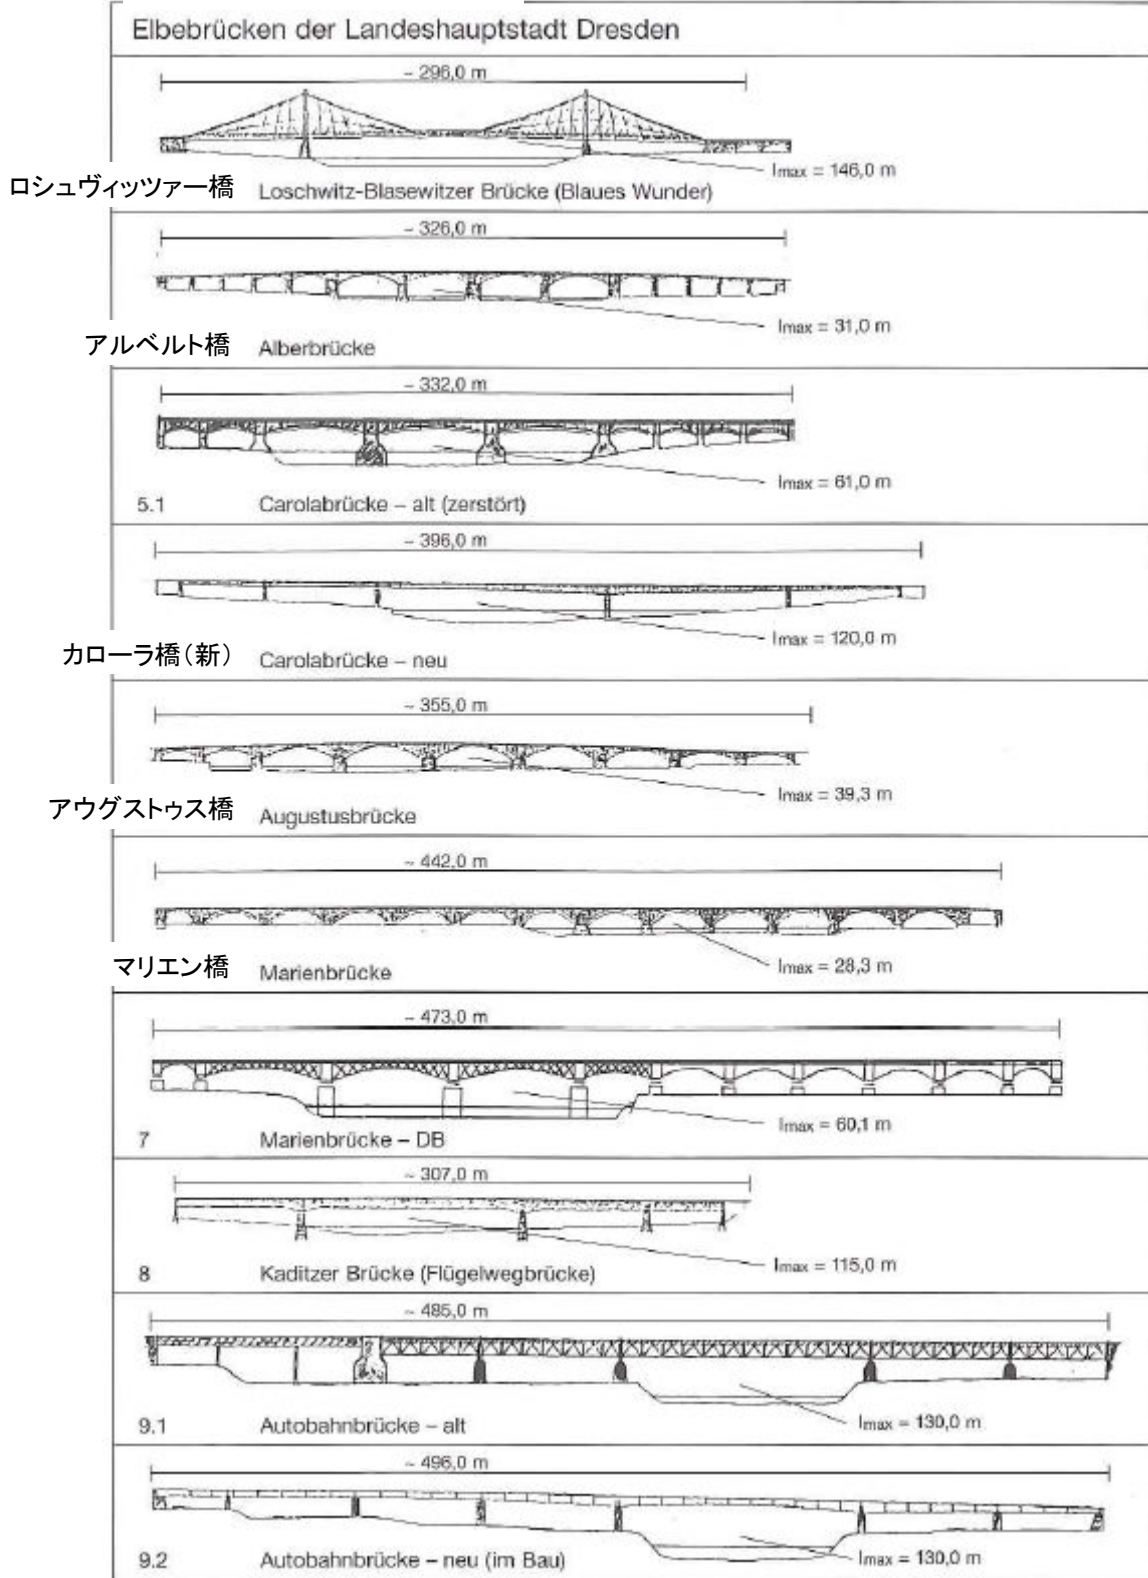 Elbebrücken der Landeshauptstadt Dresden
~ 296,0 m
lmax = 146,0 m
ロシュヴィッツァー橋 Loschwitz-Blasewitzer Brücke (Blaues Wunder)
~ 326,0 m
lmax = 31,0 m
アルベルト橋 Alberbrücke
~ 332,0 m
lmax = 61,0 m
5.1 Carolabrücke – alt (zerstört)
~ 396,0 m
lmax = 120,0 m
カローラ橋(新) Carolabrücke – neu
~ 355,0 m
lmax = 39,3 m
アウグストゥス橋 Augustusbrücke
~ 442,0 m
lmax = 28,3 m
マリエン橋 Marienbrücke
~ 473,0 m
lmax = 60,1 m
7 Marienbrücke – DB
~ 307,0 m
lmax = 115,0 m
8 Kaditzer Brücke (Flügelwegbrücke)
~ 485,0 m
lmax = 130,0 m
9.1 Autobahnbrücke – alt
~ 496,0 m
lmax = 130,0 m
9.2 Autobahnbrücke – neu (im Bau)